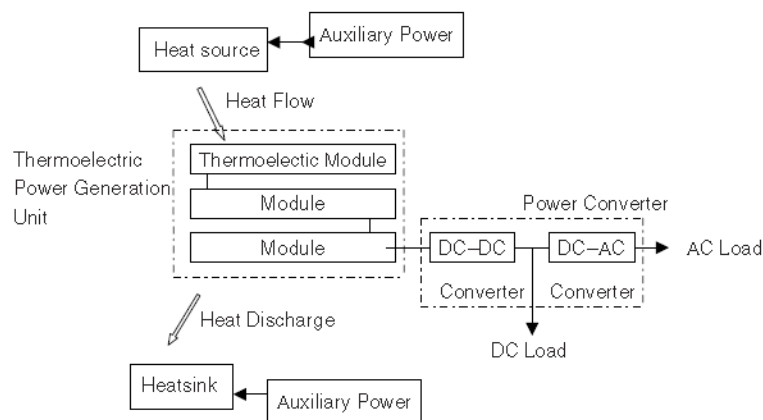 Auxiliary Power
Heat source
Heat Flow
Thermoelectric
Power Generation
Unit
Thermoelectic Module
Module
Module
Power Converter
DC–DC
DC–AC
AC Load
Converter
Converter
Heat Discharge
DC Load
Heatsink
Auxiliary Power